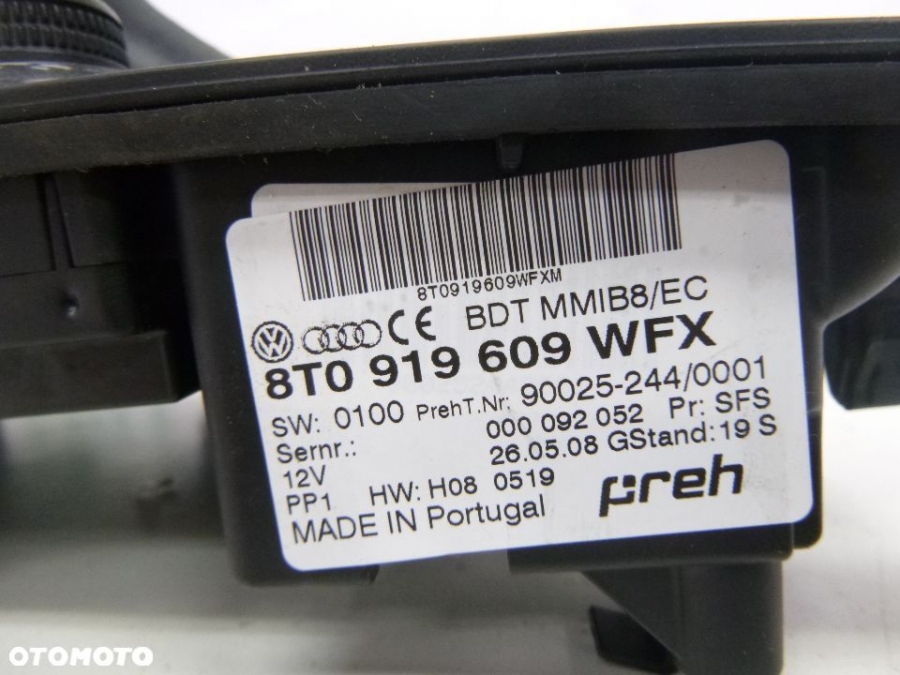 8T0919609WFXM
BDT MMIB8/EC
8T0 919 609 WFX
SW: 0100 PrehT.Nr: 90025-244/0001
Sernr.: 000 092 052 Pr: SFS
12V 26.05.08 GStand: 19 S
PP1 HW: H08 0519
MADE IN Portugal
preh
OTOMOTO